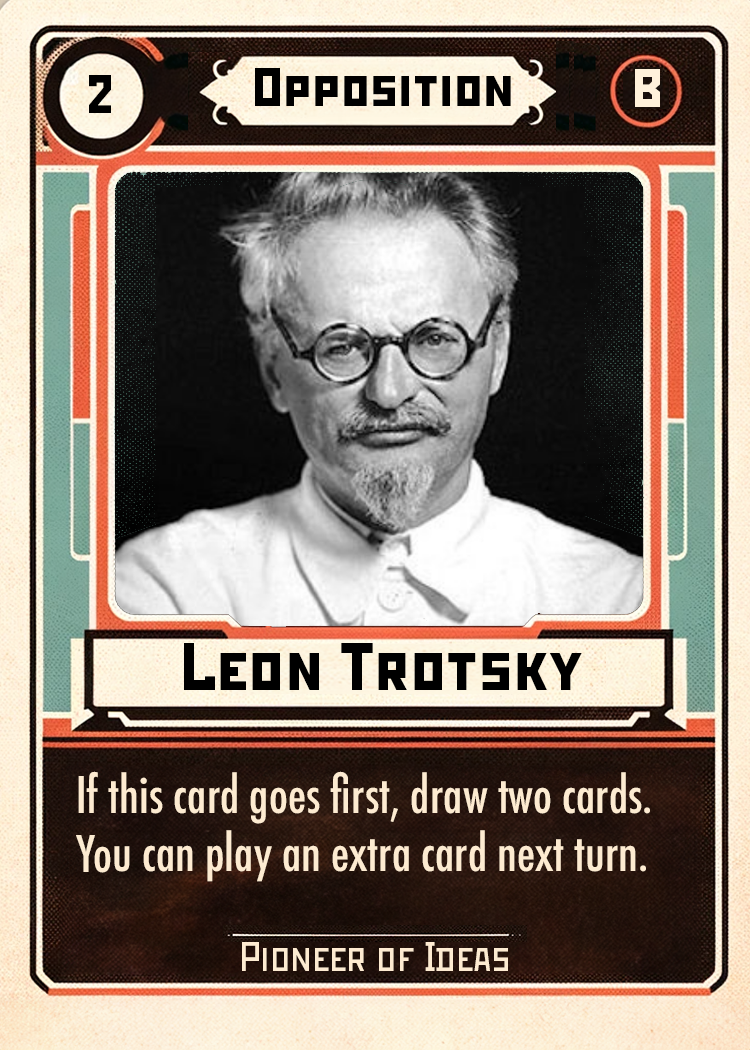 2
Opposition
B
Leon Trotsky
If this card goes first, draw two cards.
You can play an extra card next turn.
Pioneer of Ideas